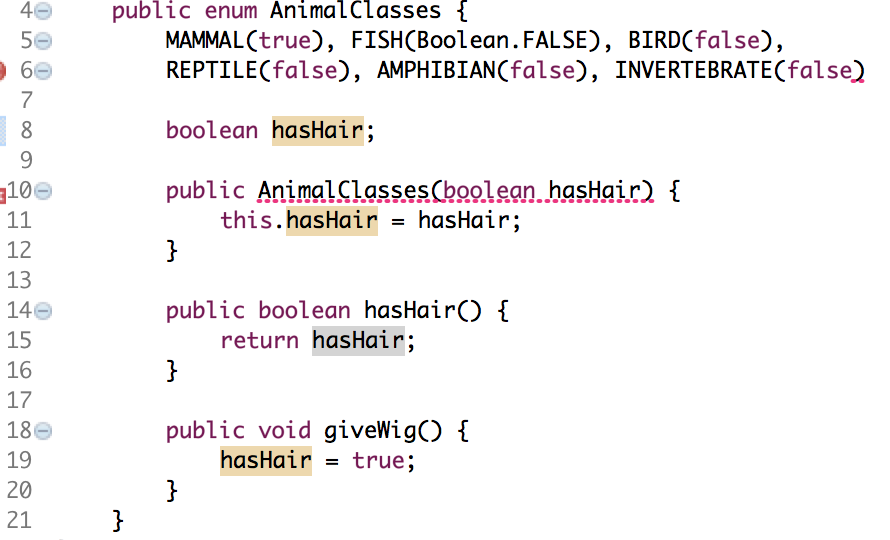 4 public enum AnimalClasses {
5 MAMMAL(true), FISH(Boolean.FALSE), BIRD(false),
6 REPTILE(false), AMPHIBIAN(false), INVERTEBRATE(false)
7
8 boolean hasHair;
9
10 public AnimalClasses(boolean hasHair) {
11 this.hasHair = hasHair;
12 }
13
14 public boolean hasHair() {
15 return hasHair;
16 }
17
18 public void giveWig() {
19 hasHair = true;
20 }
21 }